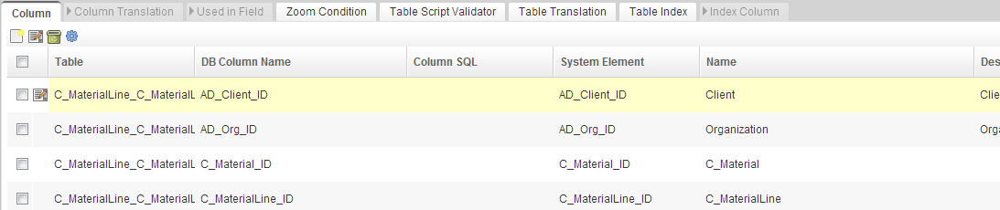 Column Column Translation Used in Field Zoom Condition Table Script Validator Table Translation Table Index Index Column
Table DB Column Name Column SQL System Element Name Des
C_MaterialLine_C_MaterialL AD_Client_ID AD_Client_ID Client Clie
C_MaterialLine_C_MaterialL AD_Org_ID AD_Org_ID Organization Orga
C_MaterialLine_C_MaterialL C_Material_ID C_Material_ID C_Material
C_MaterialLine_C_MaterialL C_MaterialLine_ID C_MaterialLine_ID C_MaterialLine